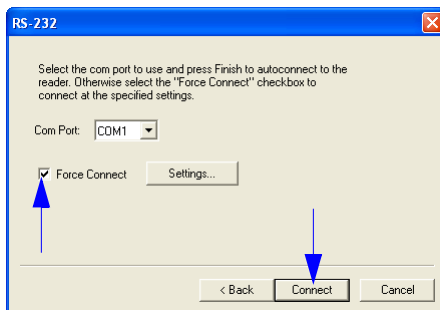 RS-232
Select the com port to use and press Finish to autoconnect to the
reader. Otherwise select the "Force Connect" checkbox to
connect at the specified settings.
Com Port: COM1
Force Connect Settings...
< Back Connect Cancel